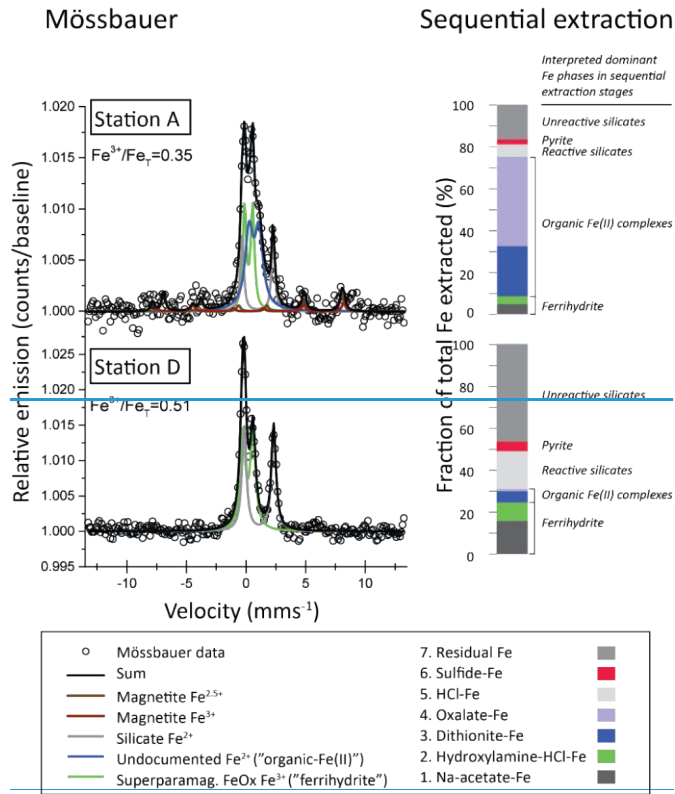 Mössbauer
Sequential extraction
Interpreted dominant
Fe phases in sequential
extraction stages
Station A
Fe³⁺/Fe_T=0.35
1.020
1.015
1.010
1.005
1.000
100
80
60
40
20
0
Unreactive silicates
Pyrite
Reactive silicates
Organic Fe(II) complexes
Ferrihydrite
Station D
Fe³⁺/Fe_T=0.51
1.025
1.020
1.015
1.010
1.005
1.000
0.995
100
80
60
40
20
0
Unreactive silicates
Pyrite
Reactive silicates
Organic Fe(II) complexes
Ferrihydrite
Relative emission (counts/baseline)
Fraction of total Fe extracted (%)
-10 -5 0 5 10
Velocity (mms⁻¹)
Mössbauer data
Sum
Magnetite Fe²·⁵⁺
Magnetite Fe³⁺
Silicate Fe²⁺
Undocumented Fe²⁺ ("organic-Fe(II)")
Superparamag. FeOx Fe³⁺ ("ferrihydrite")
7. Residual Fe
6. Sulfide-Fe
5. HCl-Fe
4. Oxalate-Fe
3. Dithionite-Fe
2. Hydroxylamine-HCl-Fe
1. Na-acetate-Fe